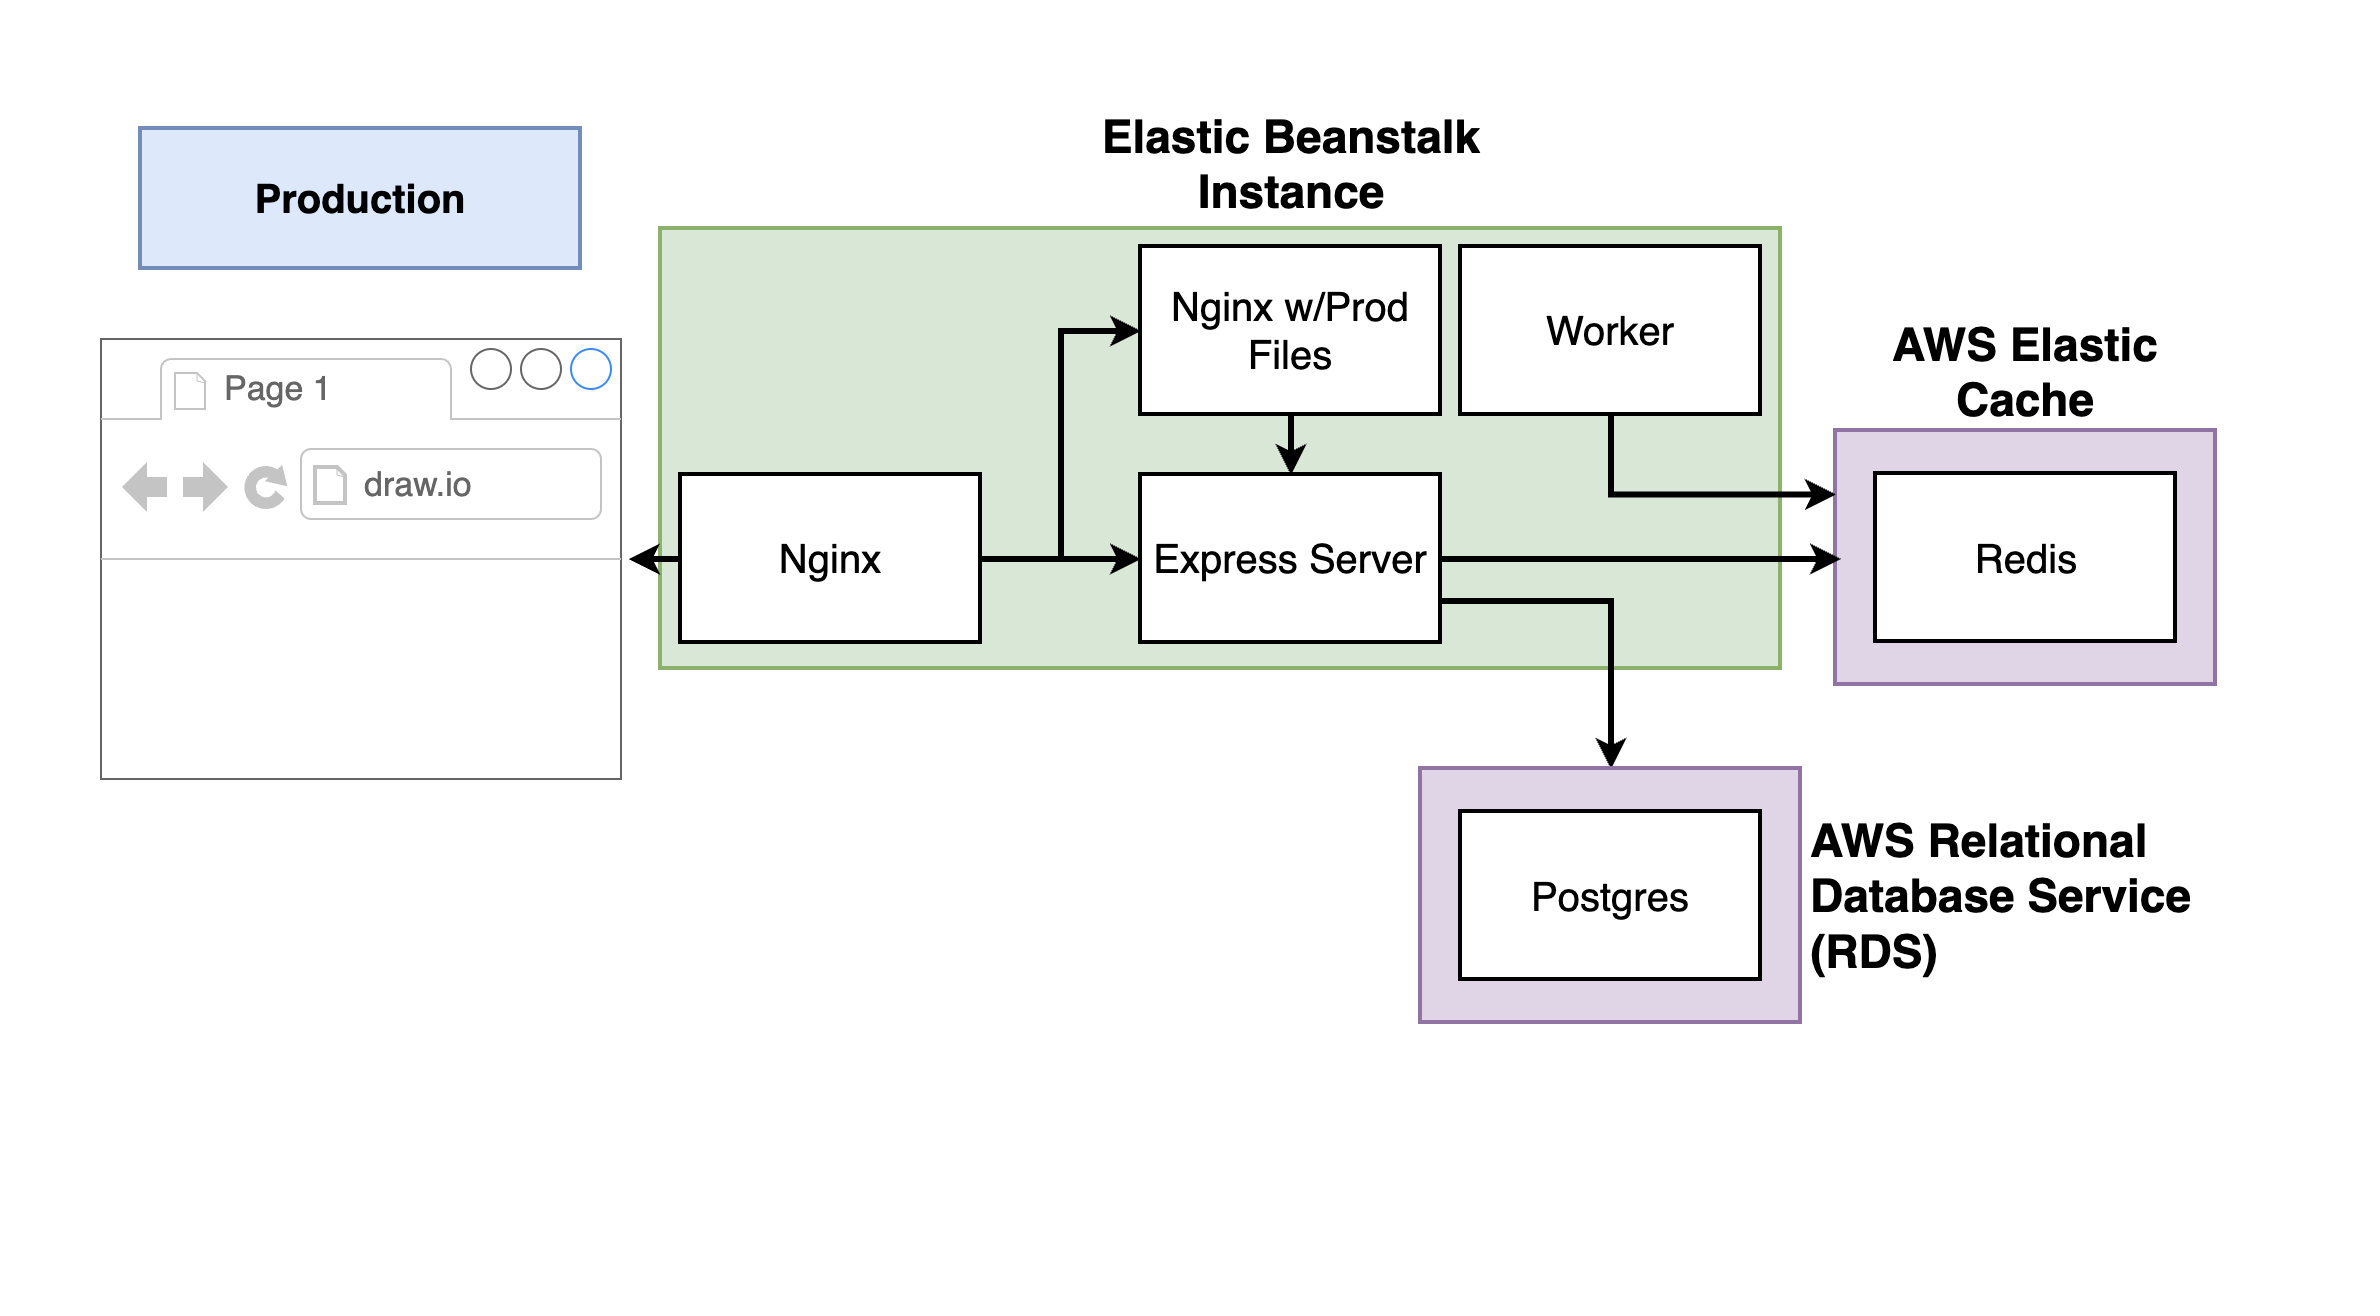 Production
Elastic Beanstalk
Instance
Nginx w/Prod
Files
Worker
AWS Elastic
Cache
Page 1
draw.io
Nginx
Express Server
Redis
Postgres
AWS Relational
Database Service
(RDS)